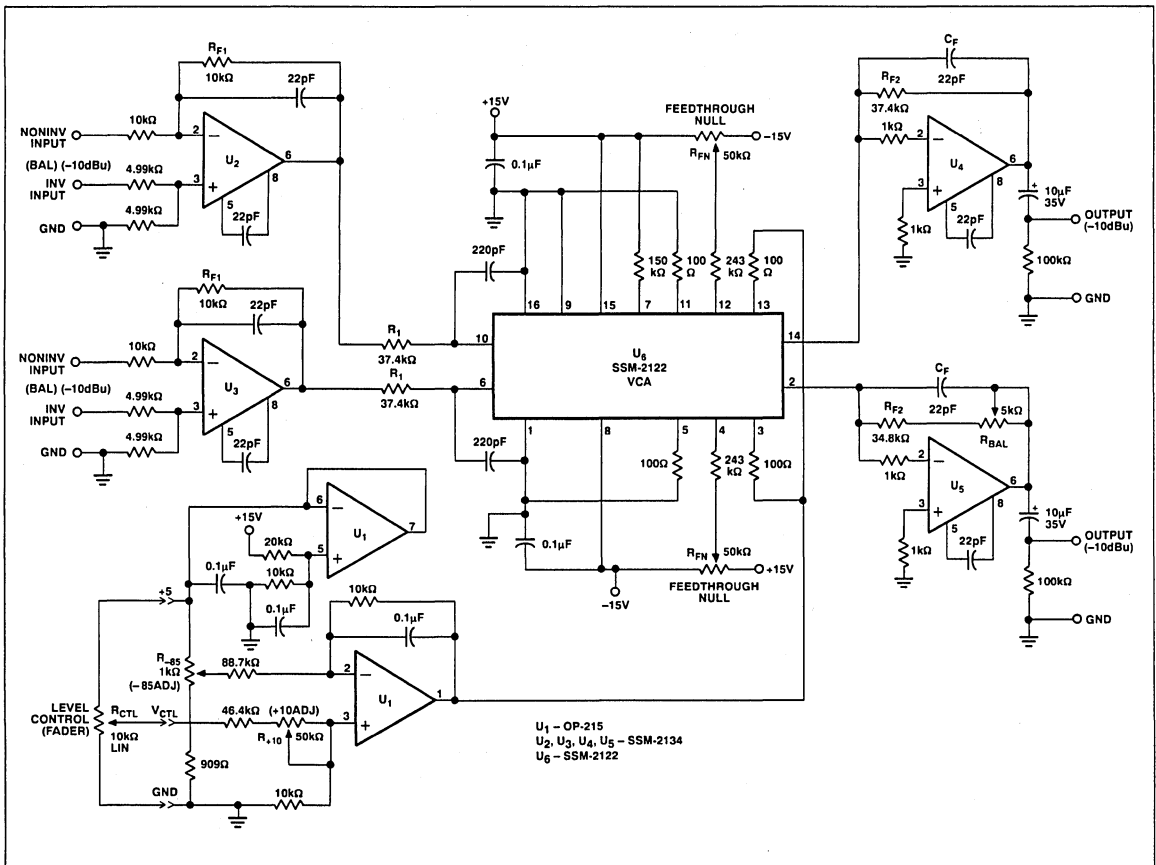 RF1
10kΩ
22pF
NONINV
INPUT
10kΩ
2
−
U2
6
(BAL) (–10dBu)
INV
INPUT
4.99kΩ
3
+
5
8
22pF
4.99kΩ
GND
RF1
10kΩ
22pF
NONINV
INPUT
10kΩ
2
−
U3
6
(BAL) (–10dBu)
INV
INPUT
4.99kΩ
3
+
5
8
22pF
4.99kΩ
GND
R1
37.4kΩ
R1
37.4kΩ
220pF
220pF
+15V
0.1µF
FEEDTHROUGH
NULL
–15V
RFN
50kΩ
150
kΩ
100
Ω
243
kΩ
100
Ω
16
9
15
7
11
12
13
10
14
U6
SSM-2122
VCA
6
2
1
8
5
4
3
100Ω
243
kΩ
100Ω
0.1µF
RFN
50kΩ
+15V
FEEDTHROUGH
NULL
–15V
CF
22pF
RF2
37.4kΩ
1kΩ
2
−
U4
6
3
+
5
8
22pF
1kΩ
+
10µF
35V
OUTPUT
(–10dBu)
100kΩ
GND
CF
22pF
5kΩ
RF2
34.8kΩ
RBAL
1kΩ
2
−
U5
6
3
+
5
8
22pF
1kΩ
+
10µF
35V
OUTPUT
(–10dBu)
100kΩ
GND
6
−
U1
7
+15V
20kΩ
5
+
0.1µF
10kΩ
0.1µF
+5
10kΩ
0.1µF
R–85
1kΩ
(–85ADJ)
88.7kΩ
2
−
U1
1
LEVEL
CONTROL
(FADER)
RCTL
10kΩ
LIN
VCTL
46.4kΩ
(+10ADJ)
R+10
50kΩ
3
+
909Ω
GND
10kΩ
U1 – OP-215
U2, U3, U4, U5 – SSM-2134
U6 – SSM-2122